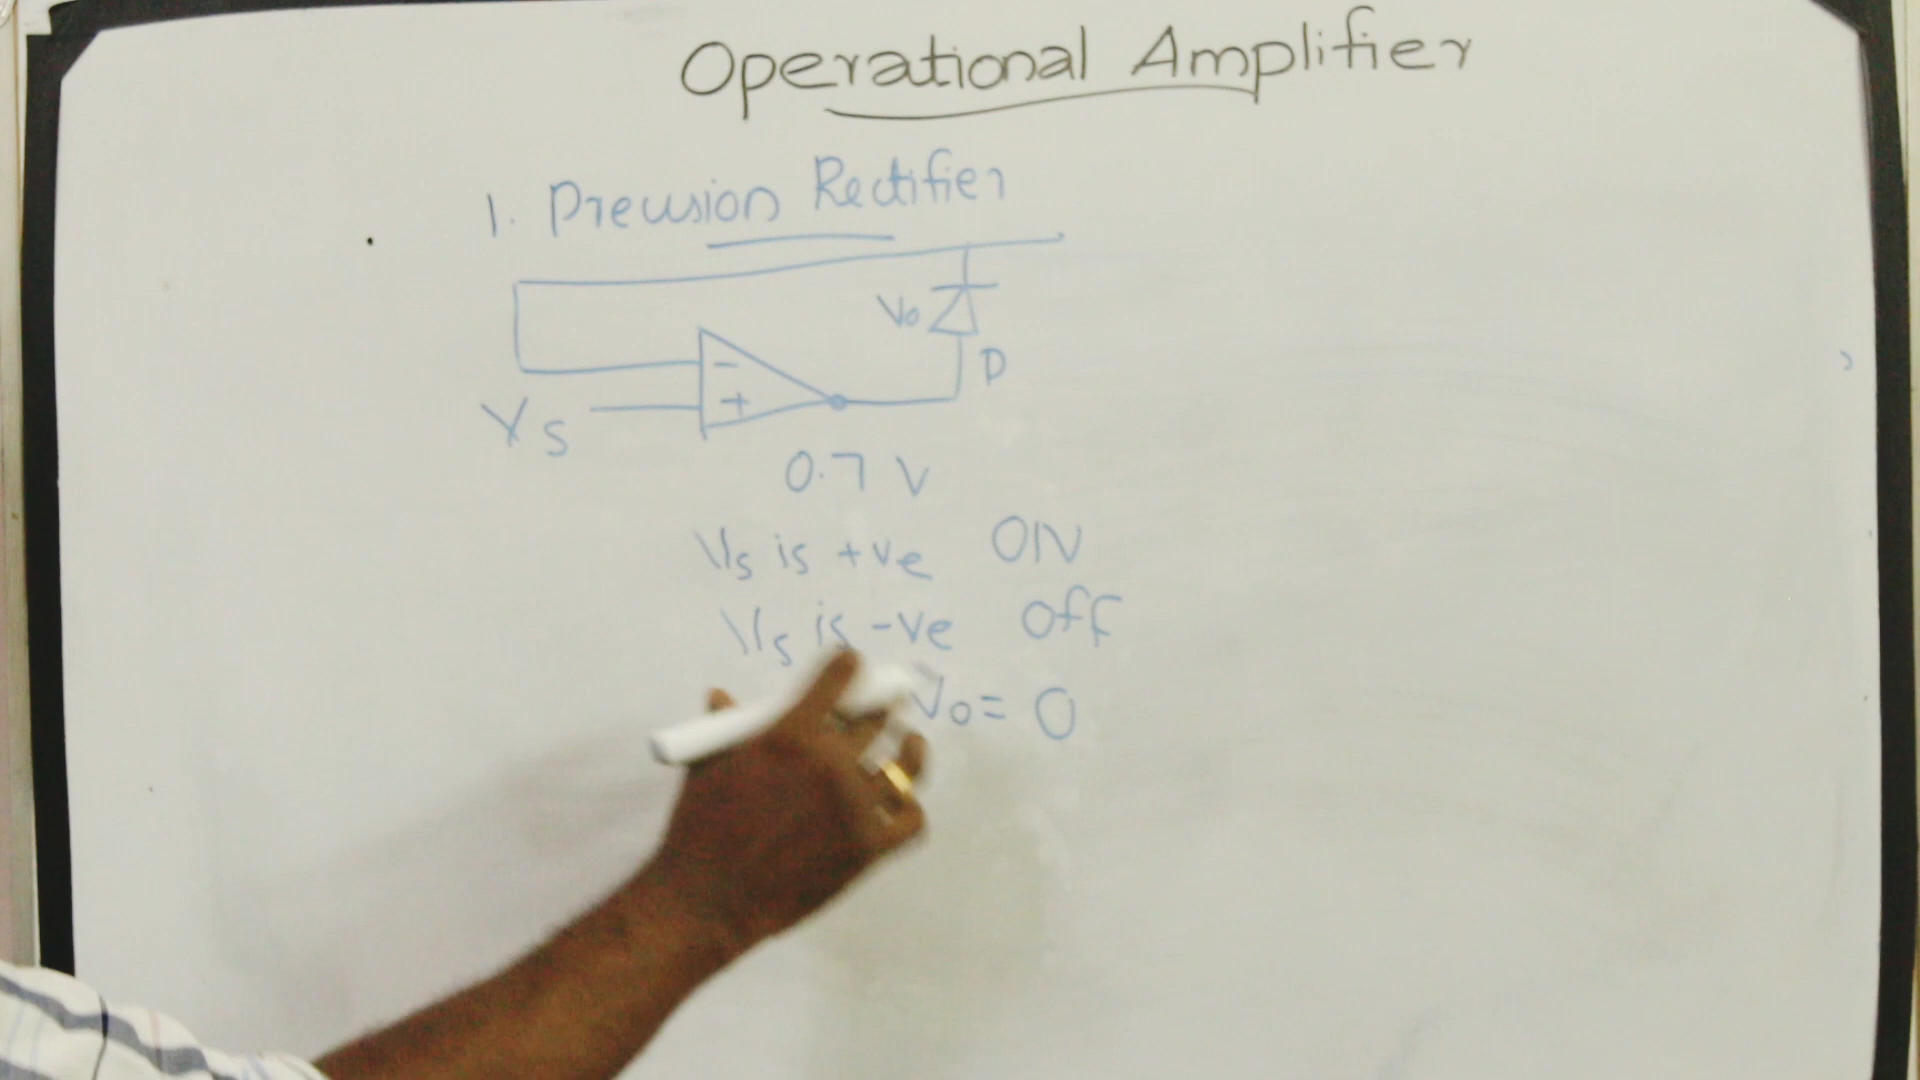 Operational Amplifier
1. Precision Rectifier
Vo
D
-
+
Vs
0.7 V
Vs is +ve ON
Vs is -ve Off
Vo = 0